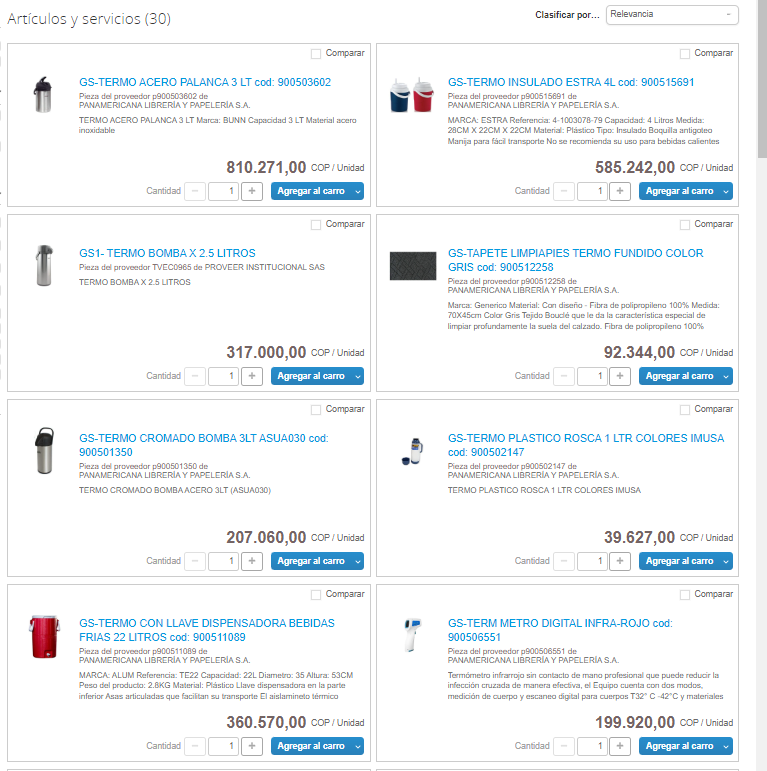 Artículos y servicios (30)
Clasificar por...
Relevancia
Comparar
GS-TERMO ACERO PALANCA 3 LT cod: 900503602
Pieza del proveedor p900503602 de
PANAMERICANA LIBRERÍA Y PAPELERÍA S.A.
TERMO ACERO PALANCA 3 LT Marca: BUNN Capacidad 3 LT Material acero
inoxidable
810.271,00 COP / Unidad
Cantidad − 1 + Agregar al carro
Comparar
GS-TERMO INSULADO ESTRA 4L cod: 900515691
Pieza del proveedor p900515691 de
PANAMERICANA LIBRERÍA Y PAPELERÍA S.A.
MARCA: ESTRA Referencia: 4-1003078-79 Capacidad: 4 Litros Medida:
28CM X 22CM X 22CM Material: Plástico Tipo: Insulado Boquilla antigoteo
Manija para fácil transporte No se recomienda su uso para bebidas calientes
585.242,00 COP / Unidad
Cantidad − 1 + Agregar al carro
Comparar
GS1- TERMO BOMBA X 2.5 LITROS
Pieza del proveedor TVEC0965 de PROVEER INSTITUCIONAL SAS
TERMO BOMBA X 2.5 LITROS
317.000,00 COP / Unidad
Cantidad − 1 + Agregar al carro
Comparar
GS-TAPETE LIMPIAPIES TERMO FUNDIDO COLOR
GRIS cod: 900512258
Pieza del proveedor p900512258 de
PANAMERICANA LIBRERÍA Y PAPELERÍA S.A.
Marca: Generico Material: Con diseño - Fibra de polipropileno 100% Medida:
70X45cm Color Gris Tejido Bouclé que le da la característica especial de
limpiar profundamente la suela del calzado. Fibra de polipropileno 100%
92.344,00 COP / Unidad
Cantidad − 1 + Agregar al carro
Comparar
GS-TERMO CROMADO BOMBA 3LT ASUA030 cod:
900501350
Pieza del proveedor p900501350 de
PANAMERICANA LIBRERÍA Y PAPELERÍA S.A.
TERMO CROMADO BOMBA ACERO 3LT (ASUA030)
207.060,00 COP / Unidad
Cantidad − 1 + Agregar al carro
Comparar
GS-TERMO PLASTICO ROSCA 1 LTR COLORES IMUSA
cod: 900502147
Pieza del proveedor p900502147 de
PANAMERICANA LIBRERÍA Y PAPELERÍA S.A.
TERMO PLASTICO ROSCA 1 LTR COLORES IMUSA
39.627,00 COP / Unidad
Cantidad − 1 + Agregar al carro
Comparar
GS-TERMO CON LLAVE DISPENSADORA BEBIDAS
FRIAS 22 LITROS cod: 900511089
Pieza del proveedor p900511089 de
PANAMERICANA LIBRERÍA Y PAPELERÍA S.A.
MARCA: ALUM Referencia: TE22 Capacidad: 22L Diametro: 35 Altura: 53CM
Peso del producto: 2.8KG Material: Plástico Llave dispensadora en la parte
inferior Asas articuladas que facilitan su transporte El aislamineto térmico
360.570,00 COP / Unidad
Cantidad − 1 + Agregar al carro
Comparar
GS-TERM METRO DIGITAL INFRA-ROJO cod:
900506551
Pieza del proveedor p900506551 de
PANAMERICANA LIBRERÍA Y PAPELERÍA S.A.
Termómetro infrarrojo sin contacto de mano profesional que puede reducir la
infección cruzada de manera efectiva, el Equipo cuenta con dos modos,
medición de cuerpo y escaneo digital para cuerpos T32° C -42°C y materiales
199.920,00 COP / Unidad
Cantidad − 1 + Agregar al carro